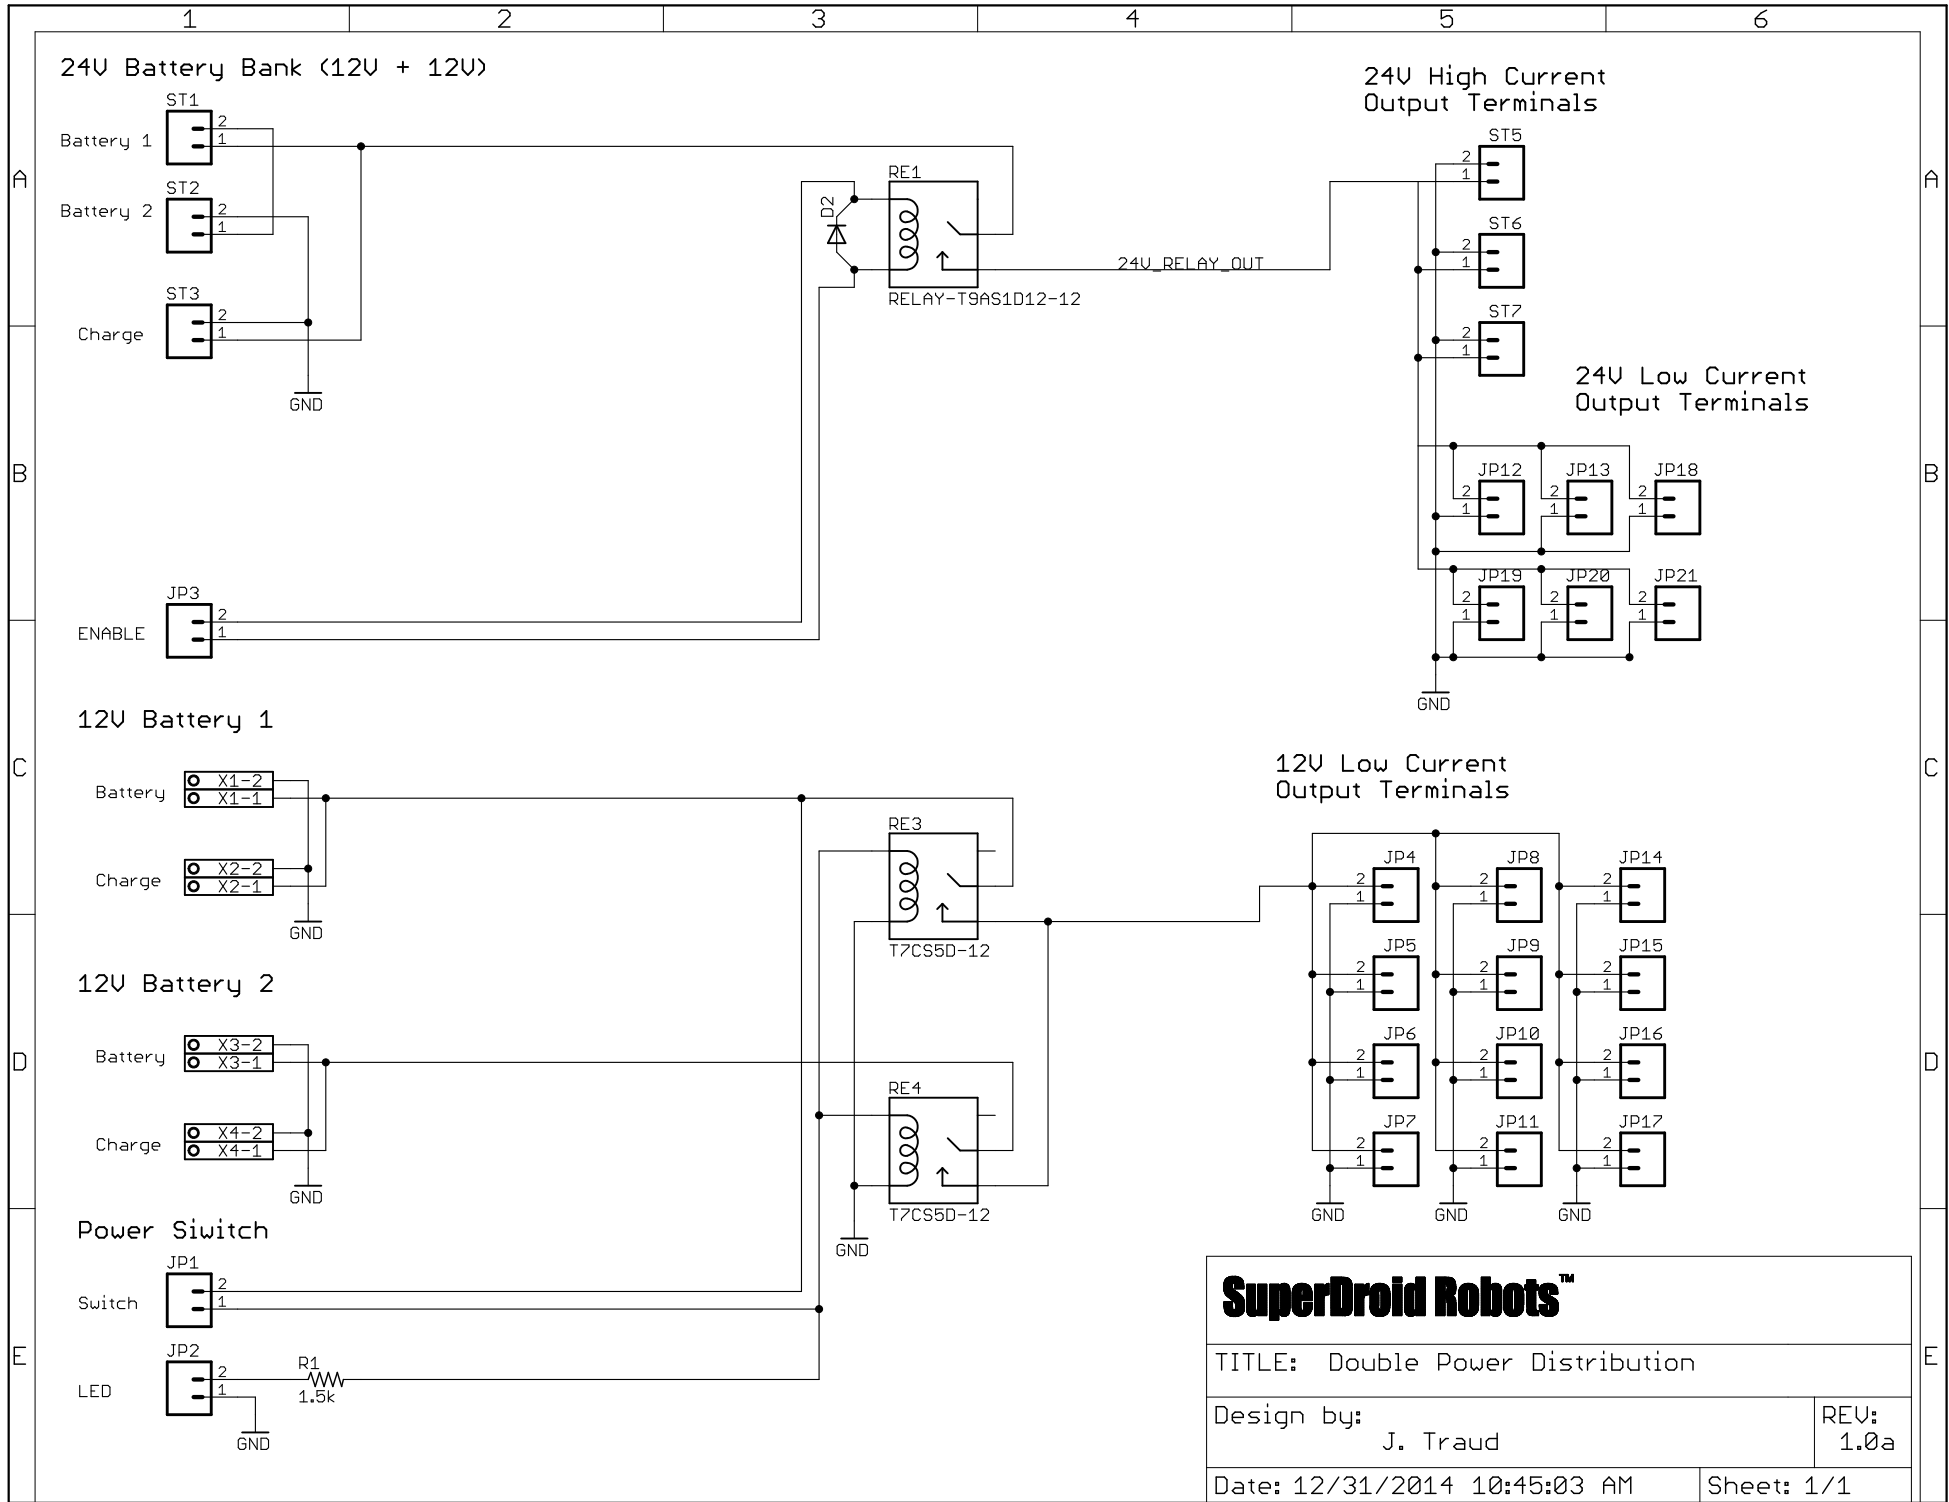 1 2 3 4 5 6
24V Battery Bank (12V + 12V)
ST1
Battery 1
2
1
ST2
Battery 2
2
1
ST3
Charge
2
1
GND
RE1
D2
RELAY-T9AS1D12-12
24V_RELAY_OUT
24V High Current
Output Terminals
ST5
2
1
ST6
2
1
ST7
2
1
24V Low Current
Output Terminals
JP12 JP13 JP18
2 2 2
1 1 1
JP19 JP20 JP21
2 2 2
1 1 1
GND
A A
B B
C C
D D
E E
JP3
ENABLE
2
1
12V Battery 1
Battery
X1-2
X1-1
Charge
X2-2
X2-1
GND
RE3
T7CS5D-12
12V Battery 2
Battery
X3-2
X3-1
Charge
X4-2
X4-1
GND
RE4
T7CS5D-12
GND
12V Low Current
Output Terminals
JP4 JP8 JP14
2 2 2
1 1 1
JP5 JP9 JP15
2 2 2
1 1 1
JP6 JP10 JP16
2 2 2
1 1 1
JP7 JP11 JP17
2 2 2
1 1 1
GND GND GND
Power Siwitch
JP1
Switch
2
1
JP2
LED
2
1
R1
1.5k
GND
SuperDroid Robots™
TITLE: Double Power Distribution
Design by:
J. Traud
REV:
1.0a
Date: 12/31/2014 10:45:03 AM
Sheet: 1/1